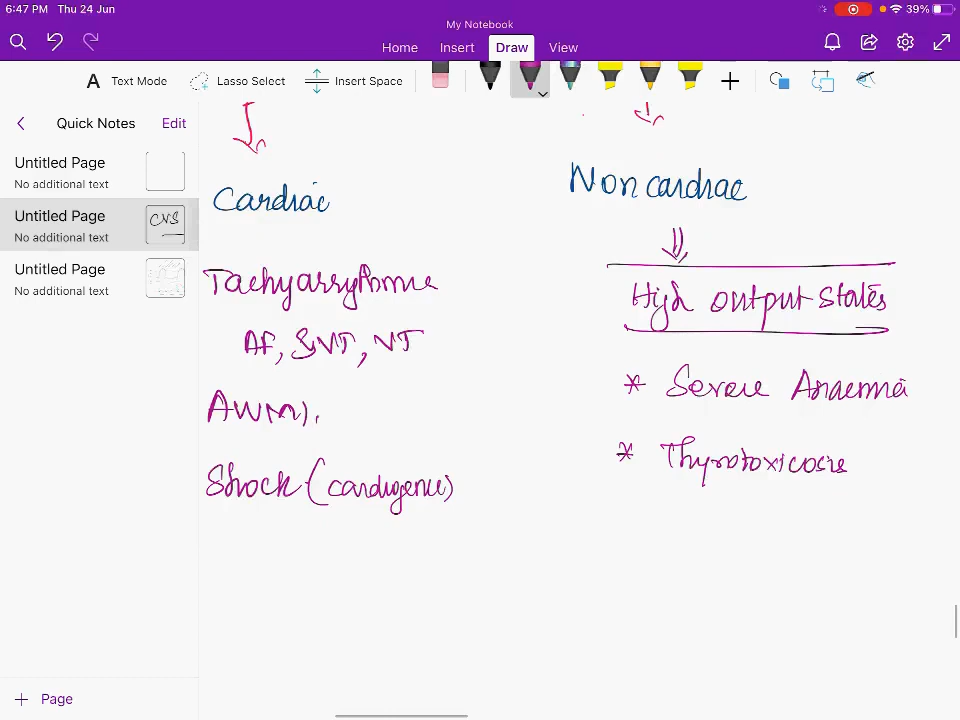 6:47 PM Thu 24 Jun
39%
My Notebook
Home Insert Draw View
Text Mode Lasso Select Insert Space
Quick Notes Edit
Untitled Page
No additional text
Untitled Page
No additional text
CNS
Untitled Page
No additional text
Page
Cardiac
Tachyarrythmia
AF, SVT, VT
AWMI,
Shock (cardiogenic)
Noncardiac
High output states
* Severe Anaemia
* Thyrotoxicosis